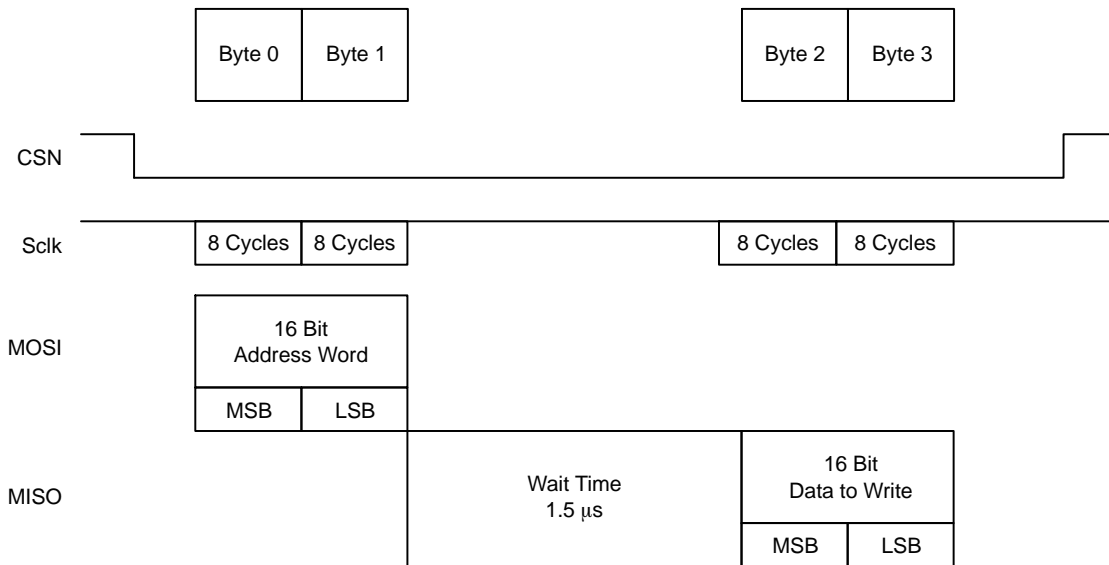 Byte 0 Byte 1 Byte 2 Byte 3
CSN
Sclk 8 Cycles 8 Cycles 8 Cycles 8 Cycles
MOSI
16 Bit
Address Word
MSB LSB
MISO
Wait Time
1.5 μs
16 Bit
Data to Write
MSB LSB